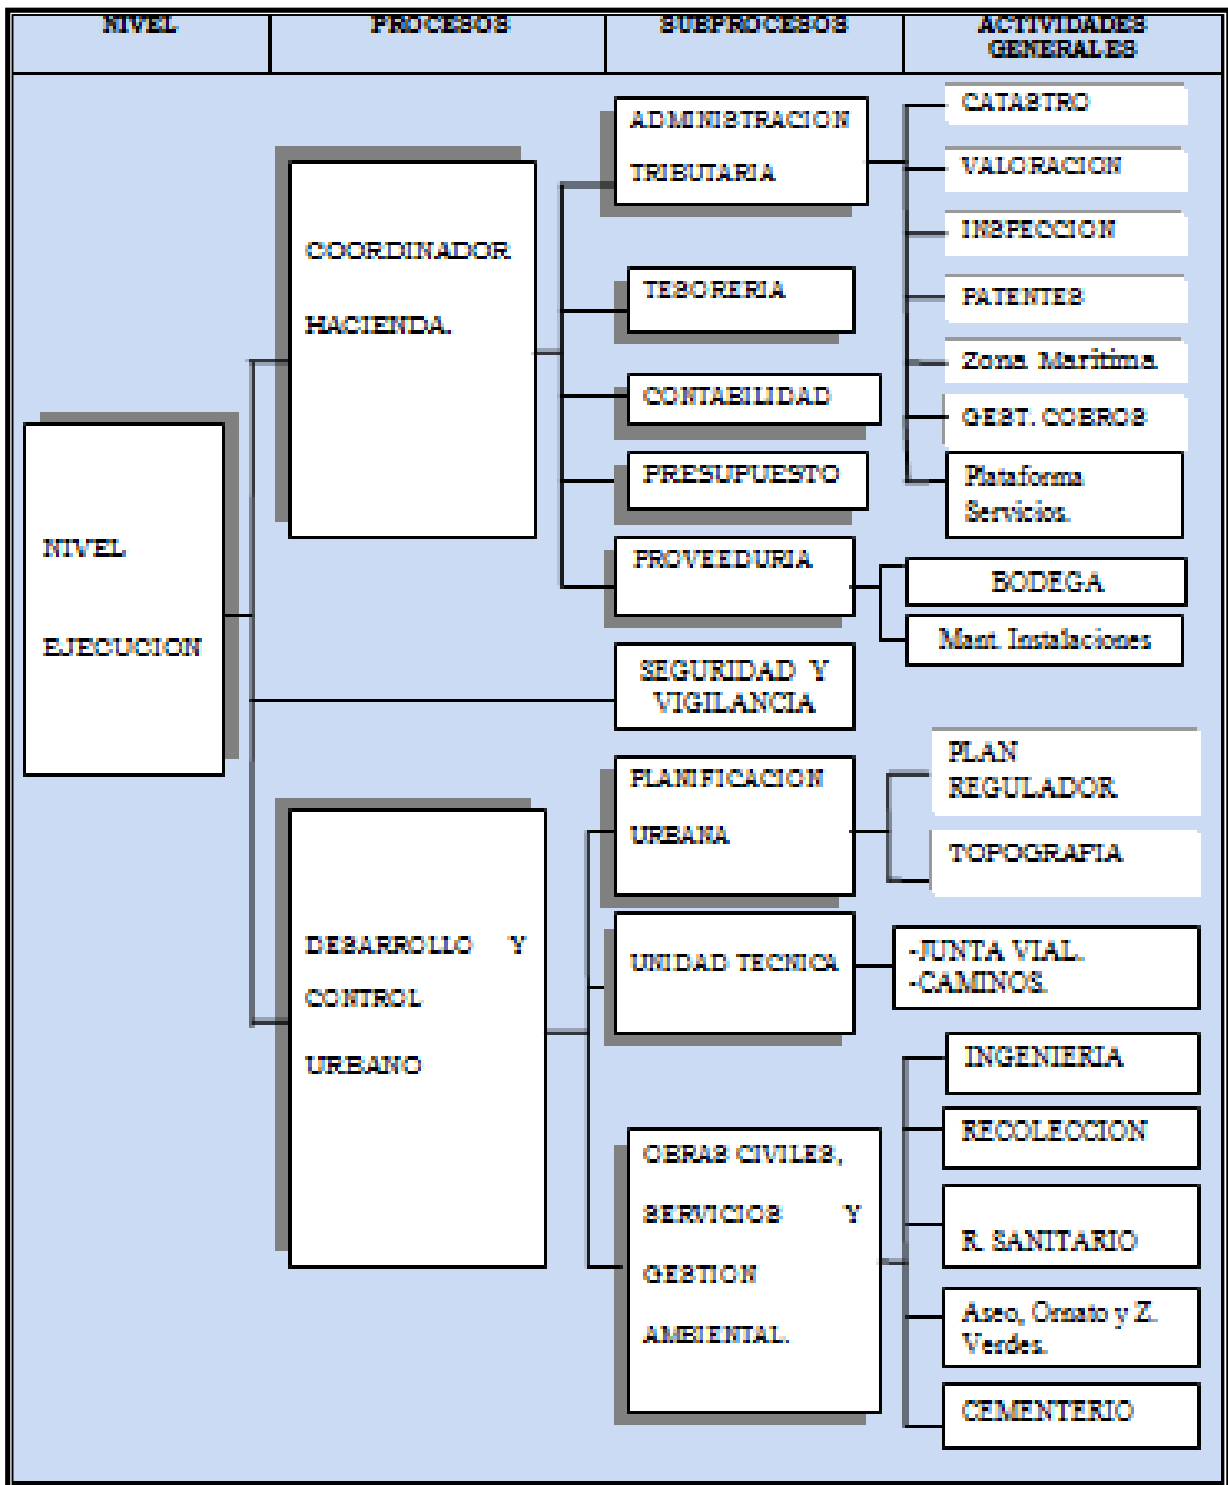 NIVEL
PROCESOS
SUBPROCESOS
ACTIVIDADES
GENERALES
NIVEL
EJECUCION
COORDINADOR
HACIENDA.
ADMINISTRACION
TRIBUTARIA
CATASTRO
VALORACION
INSPECCION
PATENTES
Zona Maritima
GEST. COBROS
Plataforma
Servicios.
TESORERIA
CONTABILIDAD
PRESUPUESTO
PROVEEDURIA
BODEGA
Mant. Instalaciones
SEGURIDAD Y
VIGILANCIA
DESARROLLO Y
CONTROL
URBANO
PLANIFICACION
URBANA
PLAN
REGULADOR
TOPOGRAFIA
UNIDAD TECNICA
-JUNTA VIAL.
-CAMINOS.
OBRAS CIVILES,
SERVICIOS Y
GESTION
AMBIENTAL.
INGENIERIA
RECOLECCION
R. SANITARIO
Aseo, Ornato y Z.
Verdes.
CEMENTERIO